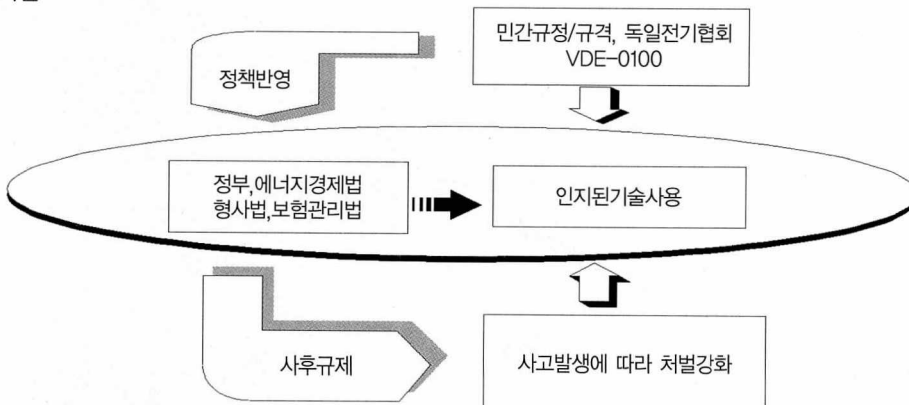 민간규정/규격, 독일전기협회
VDE-0100
정책반영
정부,에너지경제법
형사법,보험관리법
인지된기술사용
사후규제
사고발생에 따라 처벌강화